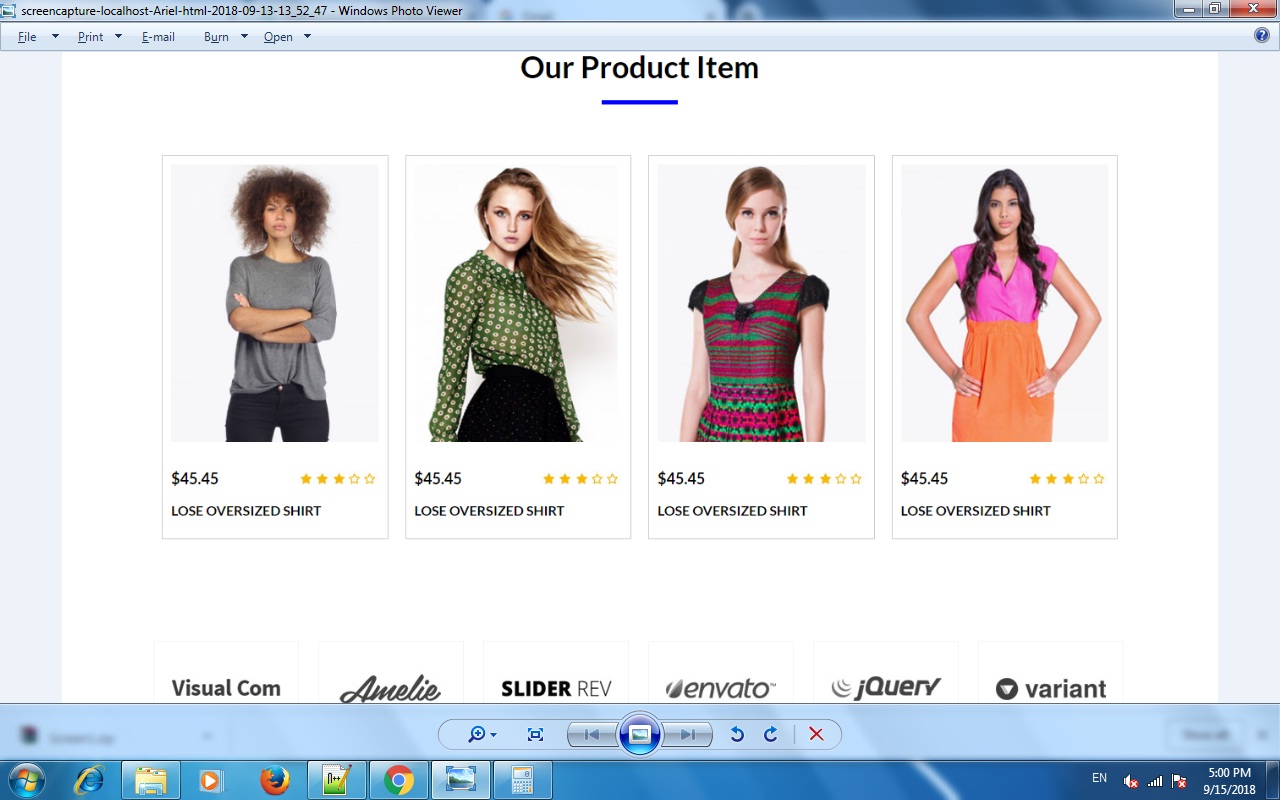 screencapture-localhost-Ariel-html-2018-09-13-13_52_47 - Windows Photo Viewer
File Print E-mail Burn Open
Our Product Item
$45.45 $45.45 $45.45 $45.45
LOSE OVERSIZED SHIRT LOSE OVERSIZED SHIRT LOSE OVERSIZED SHIRT LOSE OVERSIZED SHIRT
Visual Com Amelie SLIDER REV envato™ jQuery variant
EN 5:00 PM
9/15/2018